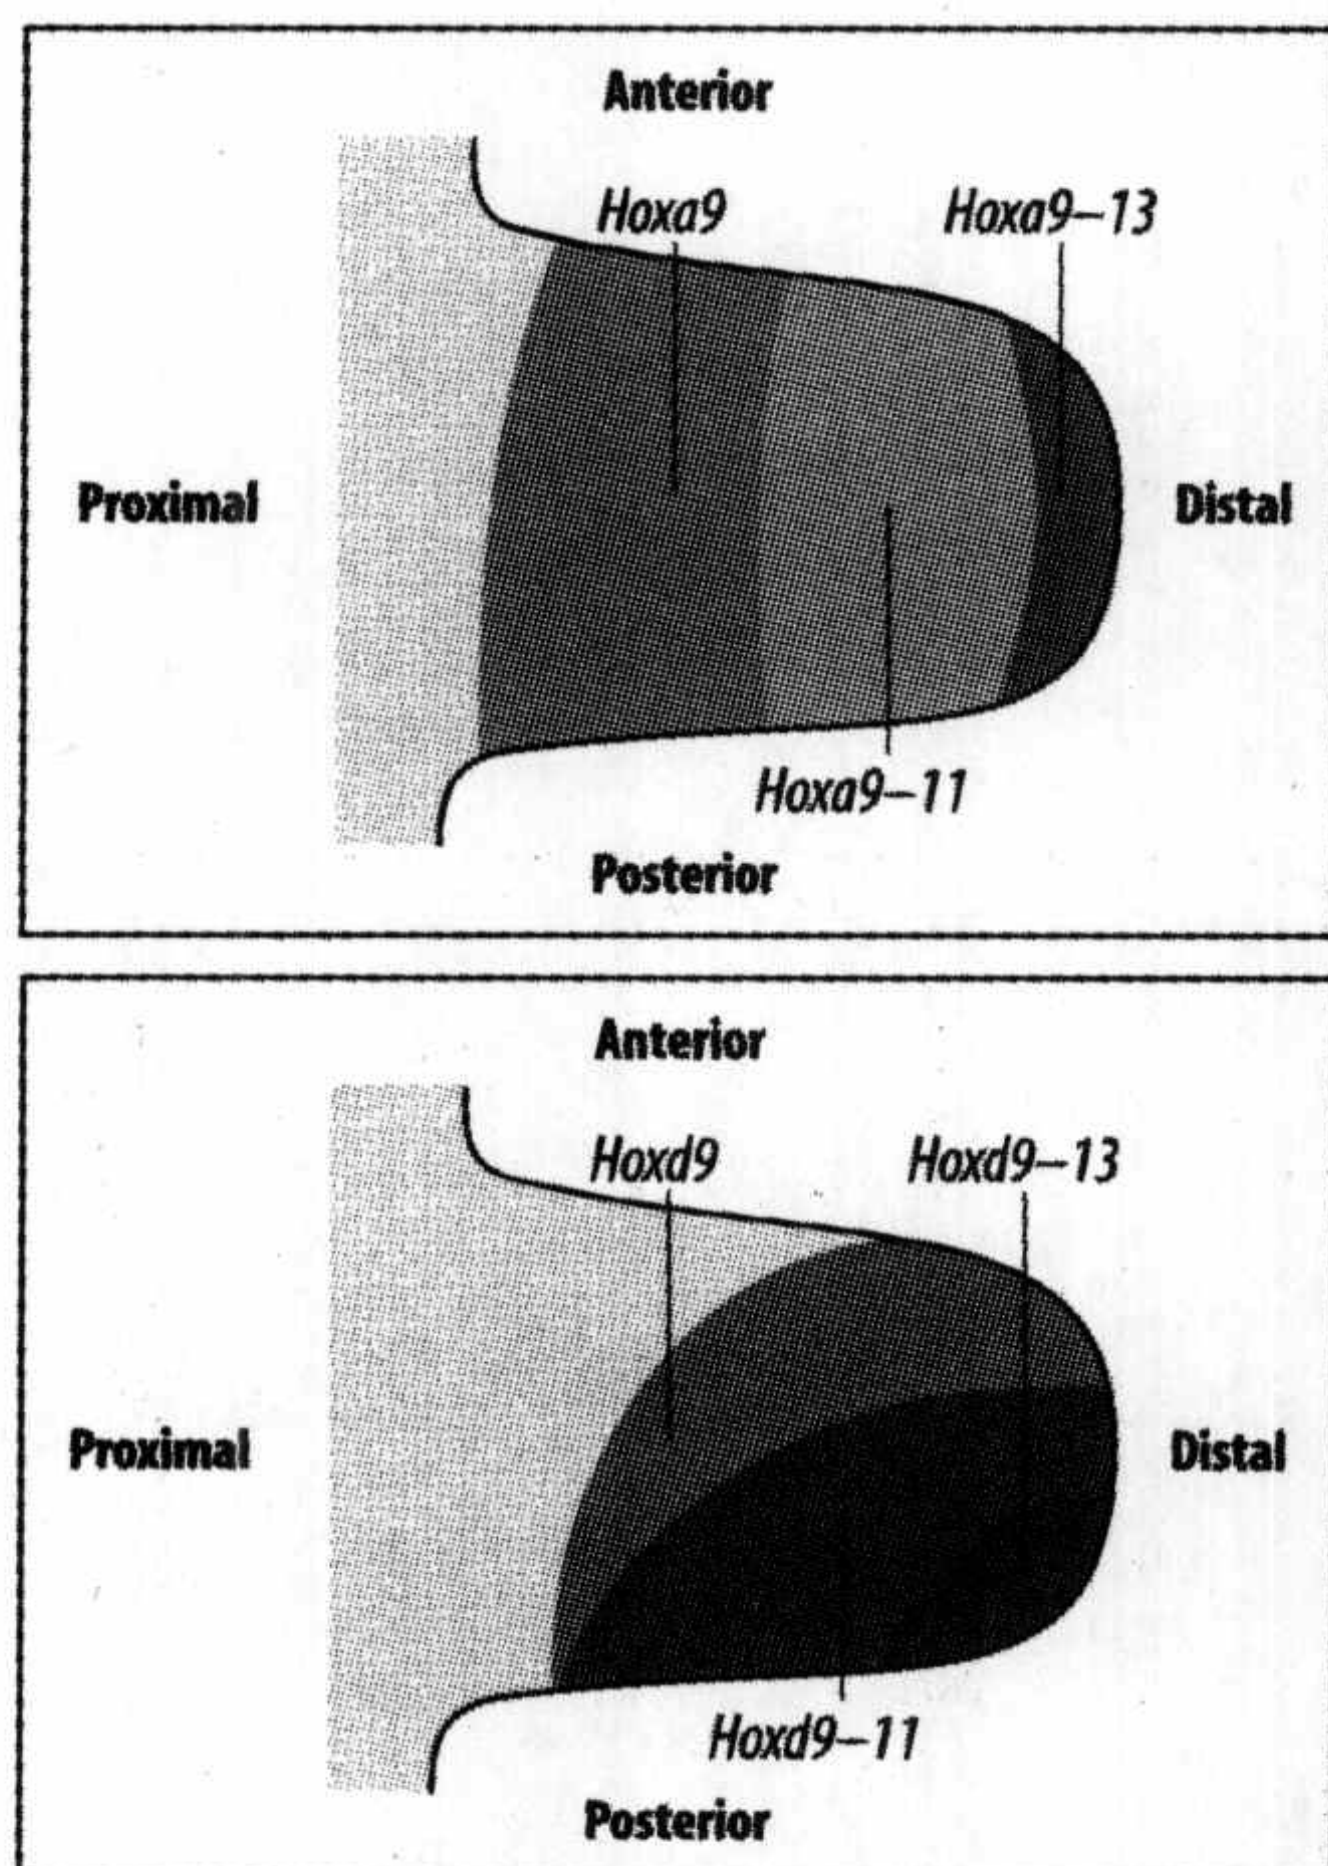 Anterior
Hoxa9 Hoxa9–13
Proximal Distal
Hoxa9–11
Posterior
Anterior
Hoxd9 Hoxd9–13
Proximal Distal
Hoxd9–11
Posterior